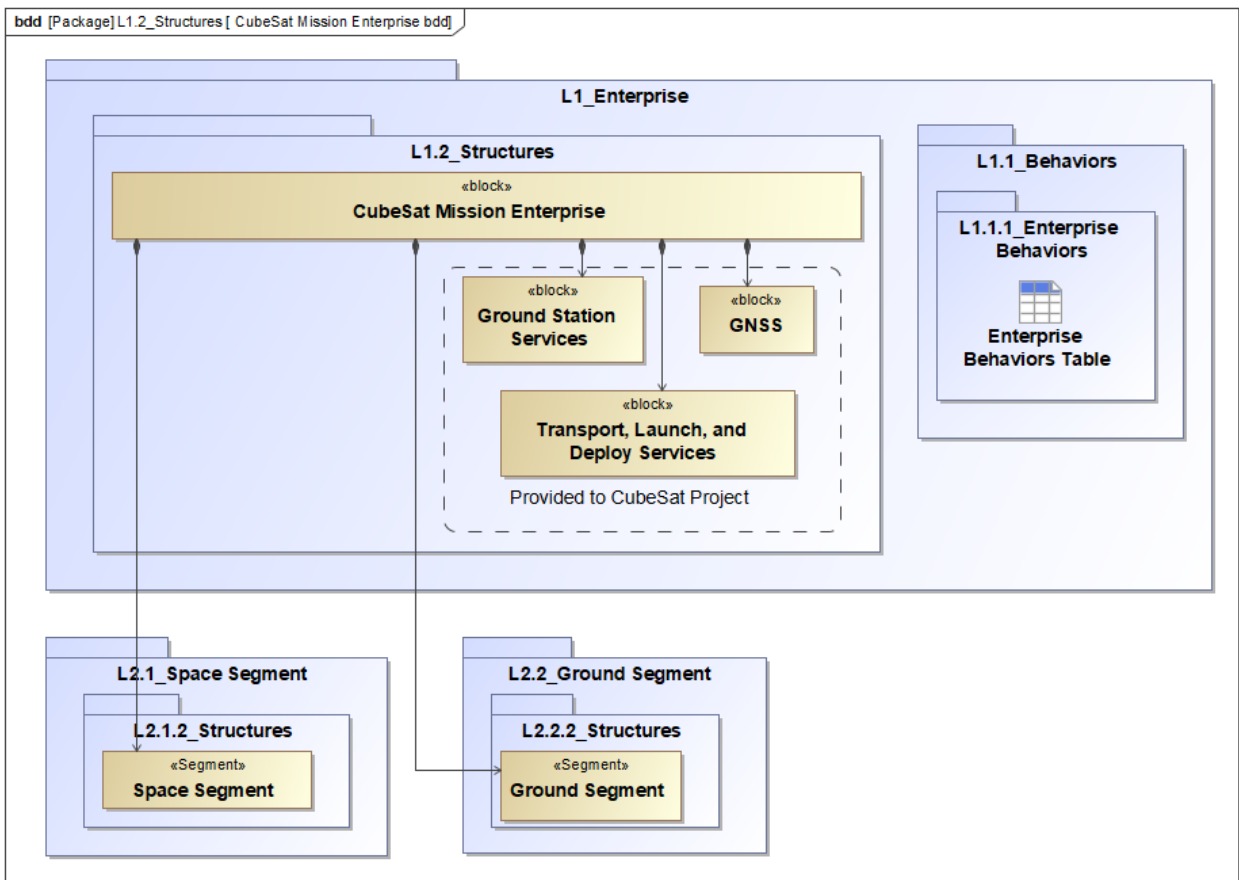 bdd [Package] L1.2_Structures [ CubeSat Mission Enterprise bdd]
L1_Enterprise
L1.2_Structures
«block»
CubeSat Mission Enterprise
«block»
Ground Station
Services
«block»
GNSS
«block»
Transport, Launch, and
Deploy Services
Provided to CubeSat Project
L1.1_Behaviors
L1.1.1_Enterprise
Behaviors
Enterprise
Behaviors Table
L2.1_Space Segment
L2.1.2_Structures
«Segment»
Space Segment
L2.2_Ground Segment
L2.2.2_Structures
«Segment»
Ground Segment